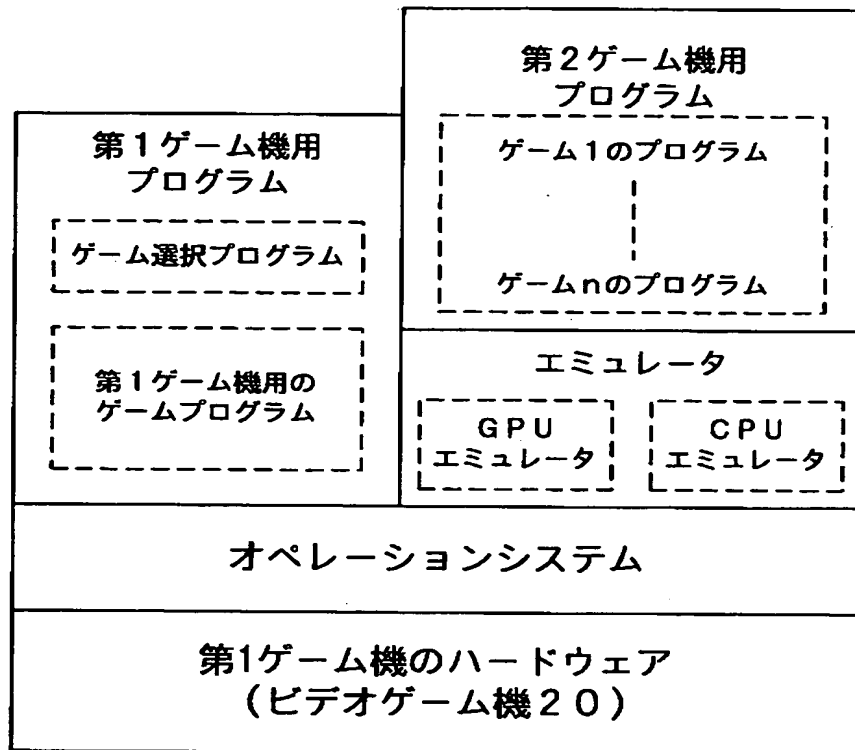 第1ゲーム機用
プログラム
ゲーム選択プログラム
第1ゲーム機用の
ゲームプログラム
第2ゲーム機用
プログラム
ゲーム1のプログラム
ゲームnのプログラム
エミュレータ
GPU
エミュレータ
CPU
エミュレータ
オペレーションシステム
第1ゲーム機のハードウェア
(ビデオゲーム機20)